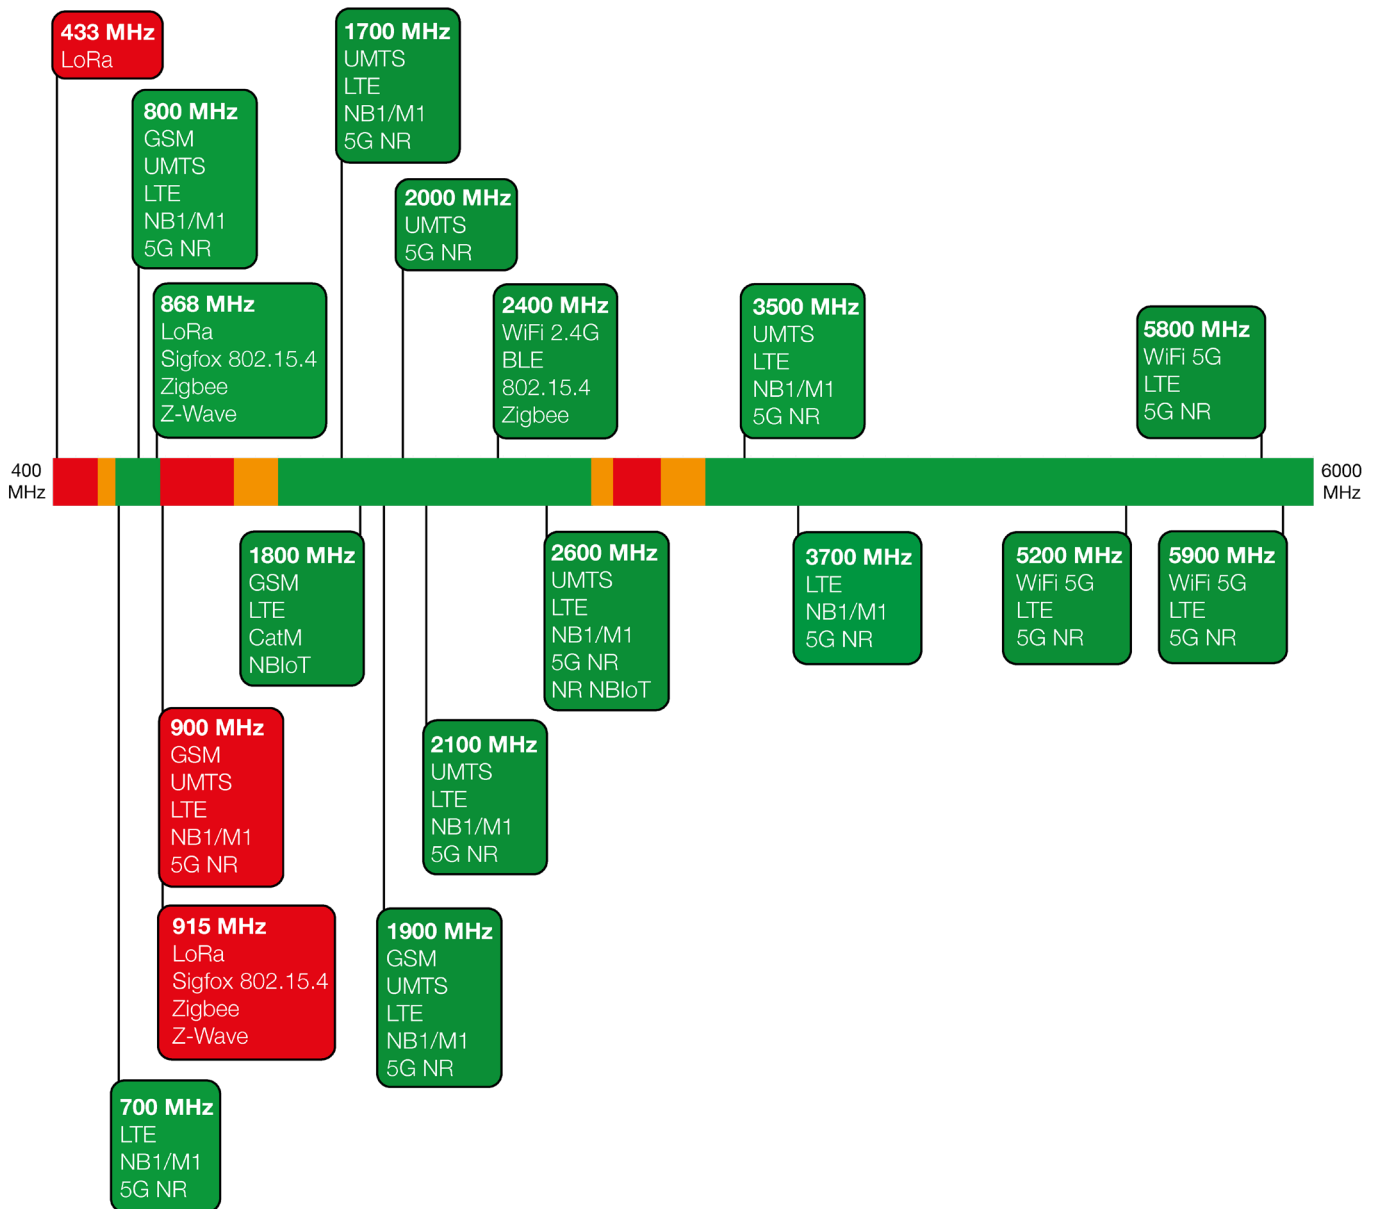 433 MHz
LoRa
800 MHz
GSM
UMTS
LTE
NB1/M1
5G NR
868 MHz
LoRa
Sigfox 802.15.4
Zigbee
Z-Wave
1700 MHz
UMTS
LTE
NB1/M1
5G NR
2000 MHz
UMTS
5G NR
2400 MHz
WiFi 2.4G
BLE
802.15.4
Zigbee
3500 MHz
UMTS
LTE
NB1/M1
5G NR
5800 MHz
WiFi 5G
LTE
5G NR
400
MHz
6000
MHz
1800 MHz
GSM
LTE
CatM
NBIoT
2600 MHz
UMTS
LTE
NB1/M1
5G NR
NR NBIoT
3700 MHz
LTE
NB1/M1
5G NR
5200 MHz
WiFi 5G
LTE
5G NR
5900 MHz
WiFi 5G
LTE
5G NR
900 MHz
GSM
UMTS
LTE
NB1/M1
5G NR
2100 MHz
UMTS
LTE
NB1/M1
5G NR
915 MHz
LoRa
Sigfox 802.15.4
Zigbee
Z-Wave
1900 MHz
GSM
UMTS
LTE
NB1/M1
5G NR
700 MHz
LTE
NB1/M1
5G NR